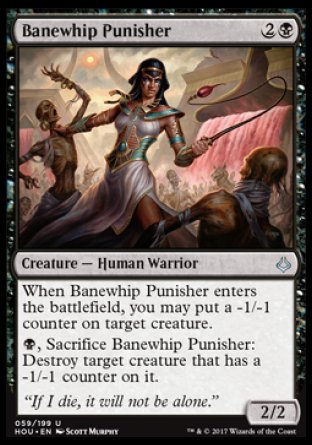 Banewhip Punisher 2
Creature — Human Warrior
When Banewhip Punisher enters
the battlefield, you may put a -1/-1
counter on target creature.
, Sacrifice Banewhip Punisher:
Destroy target creature that has a
-1/-1 counter on it.
“If I die, it will not be alone.”
2/2
059/199 U
HOU • EN Scott Murphy
™ & © 2017 Wizards of the Coast